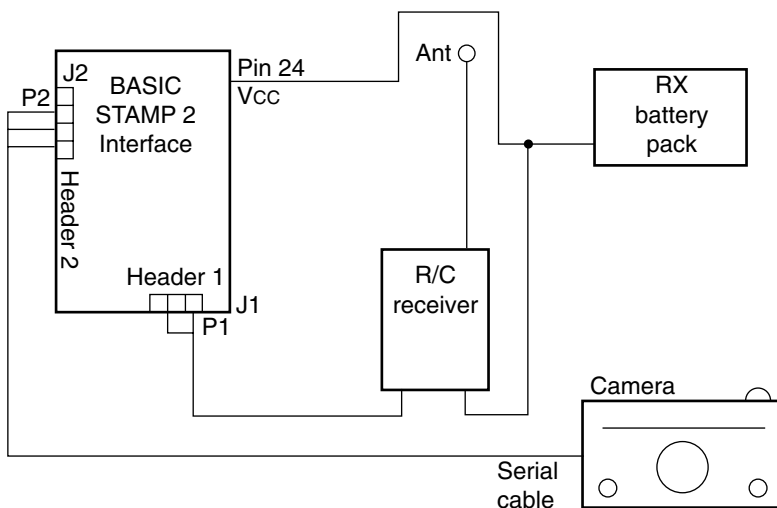 J2
P2
BASIC
STAMP 2
Interface
Pin 24
VCC
Ant
RX
battery
pack
Header 2
Header 1
J1
P1
R/C
receiver
Camera
Serial
cable